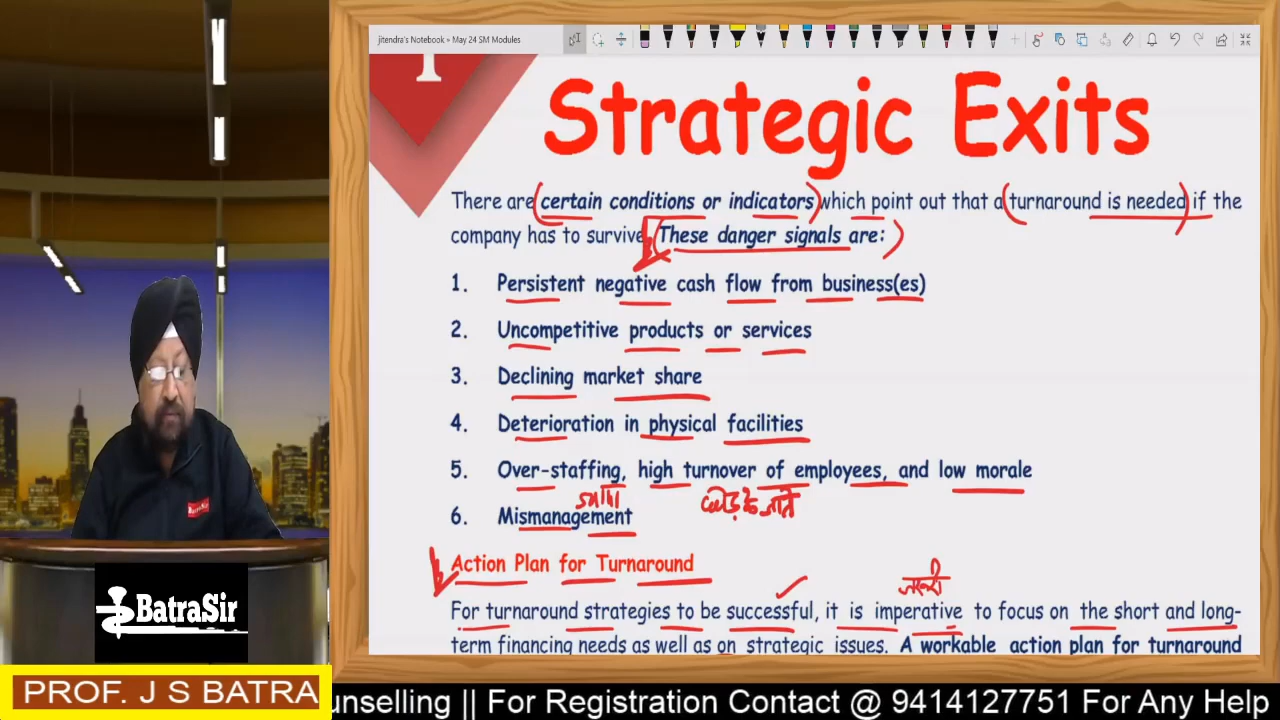 jitendra's Notebook » May 24 SM Modules
Strategic Exits
There are certain conditions or indicators which point out that a turnaround is needed if the
company has to survive. These danger signals are:
1. Persistent negative cash flow from business(es)
2. Uncompetitive products or services
3. Declining market share
4. Deterioration in physical facilities
5. Over-staffing, high turnover of employees, and low morale
6. Mismanagement
Action Plan for Turnaround
For turnaround strategies to be successful, it is imperative to focus on the short and long-
term financing needs as well as on strategic issues. A workable action plan for turnaround
BatraSir
PROF. J S BATRA
unselling || For Registration Contact @ 9414127751 For Any Help